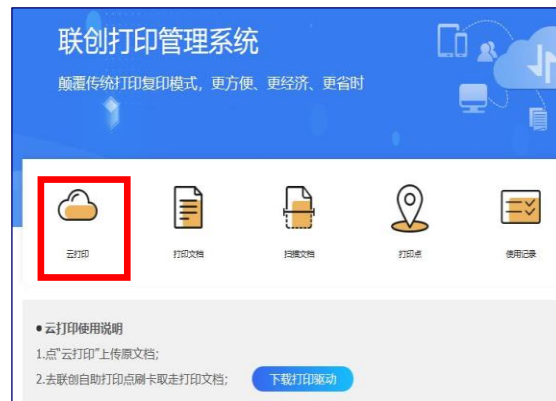 联创打印管理系统
颠覆传统打印复印模式，更方便、更经济、更省时
云打印
打印文档
扫描文档
打印点
使用记录
●云打印使用说明
1.点“云打印”上传原文档;
2.去联创自助打印点刷卡取走打印文档;
下载打印驱动